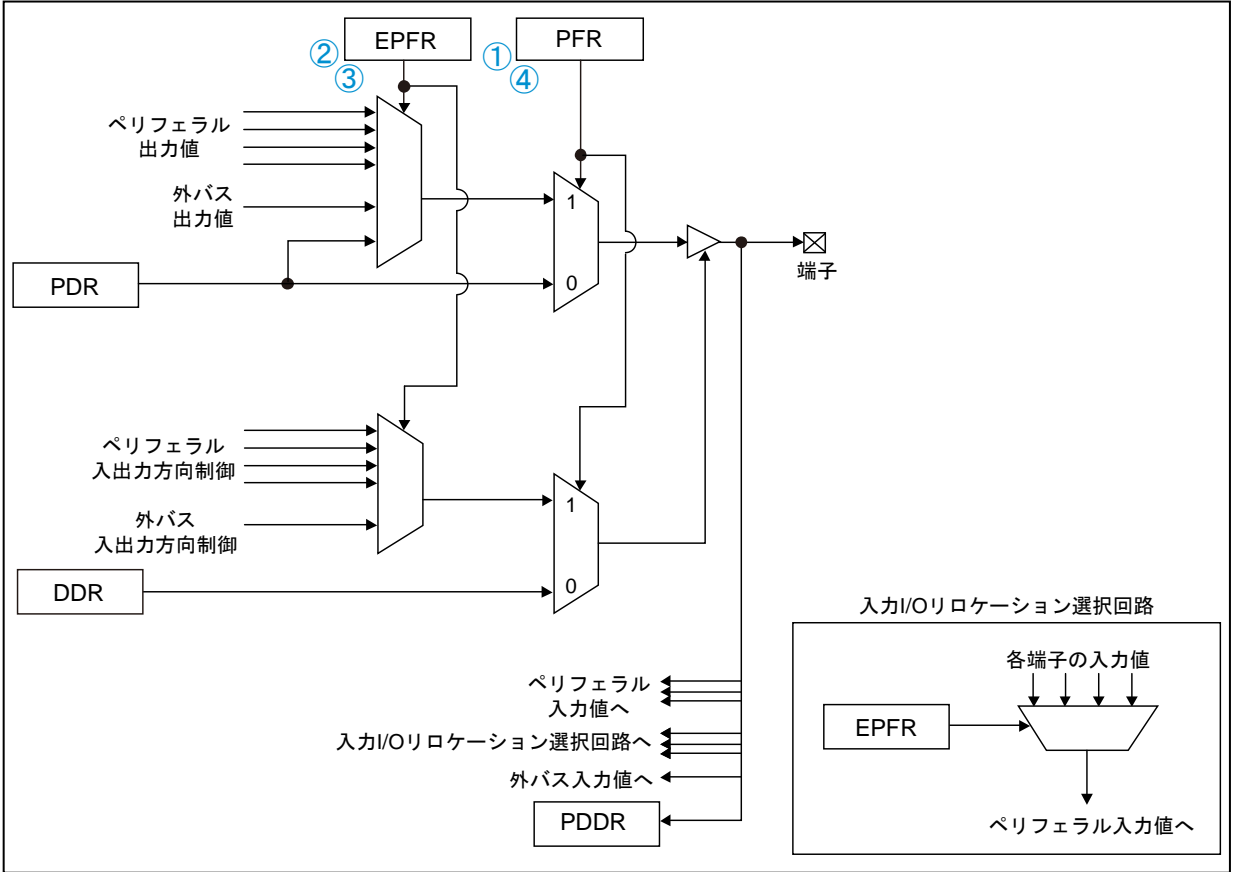 EPFR
②
③
PFR
①
④
ペリフェラル
出力値
外バス
出力値
1
0
PDR
端子
ペリフェラル
入出力方向制御
外バス
入出力方向制御
1
0
DDR
ペリフェラル
入力値へ
入力I/Oリロケーション選択回路へ
外バス入力値へ
PDDR
入力I/Oリロケーション選択回路
各端子の入力値
EPFR
ペリフェラル入力値へ